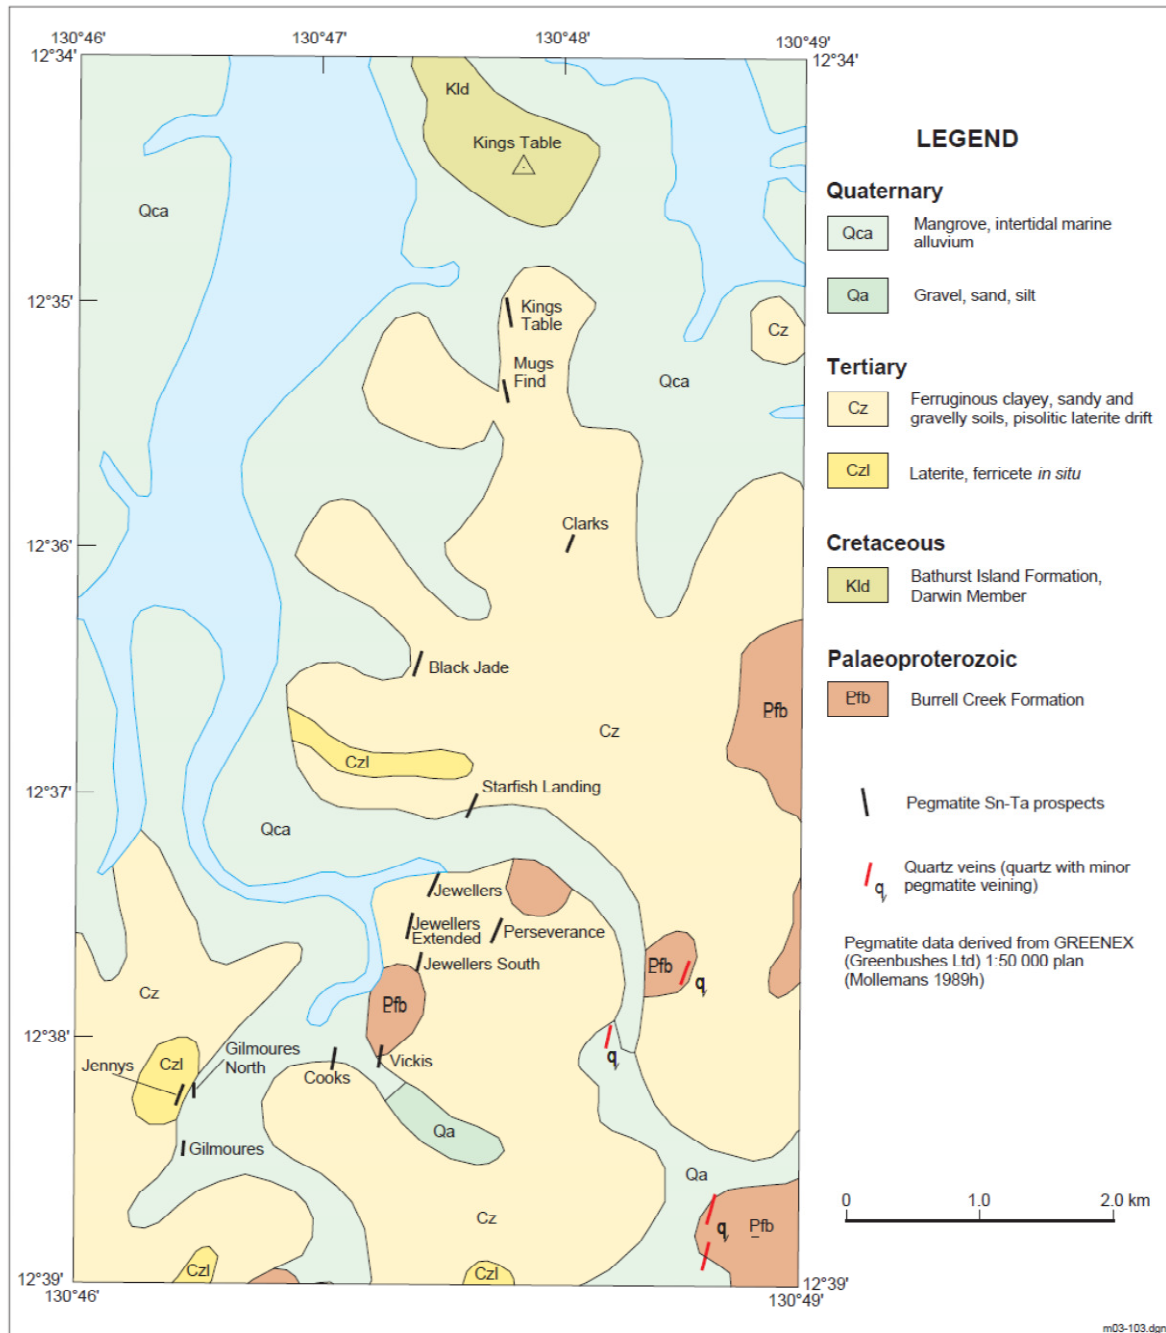 130°46'
130°47'
130°48'
130°49'
12°34'
12°34'
Kld
Kings Table
Qca
12°35'
Kings
Table
Cz
Mugs
Find
Qca
Clarks
12°36'
Black Jade
Pfb
Cz
Czl
12°37'
Starfish Landing
Qca
Jewellers
Jewellers
Extended
Perseverance
Jewellers South
Pfb
q
Cz
Pfb
12°38'
Gilmoures
North
Jennys
Czl
Cooks
Vickis
q
Qa
Gilmoures
Qa
Cz
q
Pfb
Czl
Czl
12°39'
12°39'
130°46'
130°49'
LEGEND
Quaternary
Qca
Mangrove, intertidal marine
alluvium
Qa
Gravel, sand, silt
Tertiary
Cz
Ferruginous clayey, sandy and
gravelly soils, pisolitic laterite drift
Czl
Laterite, ferricete in situ
Cretaceous
Kld
Bathurst Island Formation,
Darwin Member
Palaeoproterozoic
Pfb
Burrell Creek Formation
Pegmatite Sn-Ta prospects
q
Quartz veins (quartz with minor
pegmatite veining)
Pegmatite data derived from GREENEX
(Greenbushes Ltd) 1:50 000 plan
(Mollemans 1989h)
0 1.0 2.0 km
m03-103.dgn